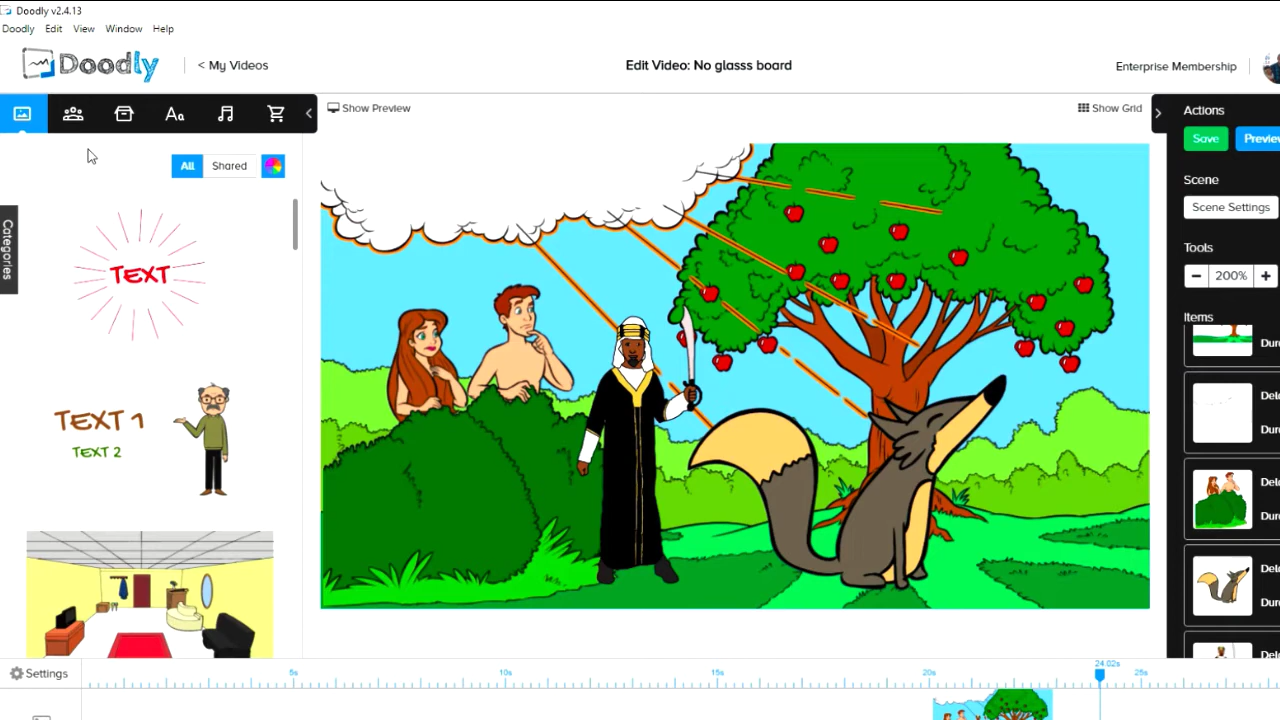 Doodly v2.4.13
Doodly Edit View Window Help
Doodly < My Videos Edit Video: No glasss board Enterprise Membership
Aa Show Preview Show Grid Actions
Save
All Shared
Scene
Categories
Scene Settings
Tools
TEXT
200%
Items
TEXT 1
TEXT 2
Settings 5s 10s 15s 20s 24.02s 25s